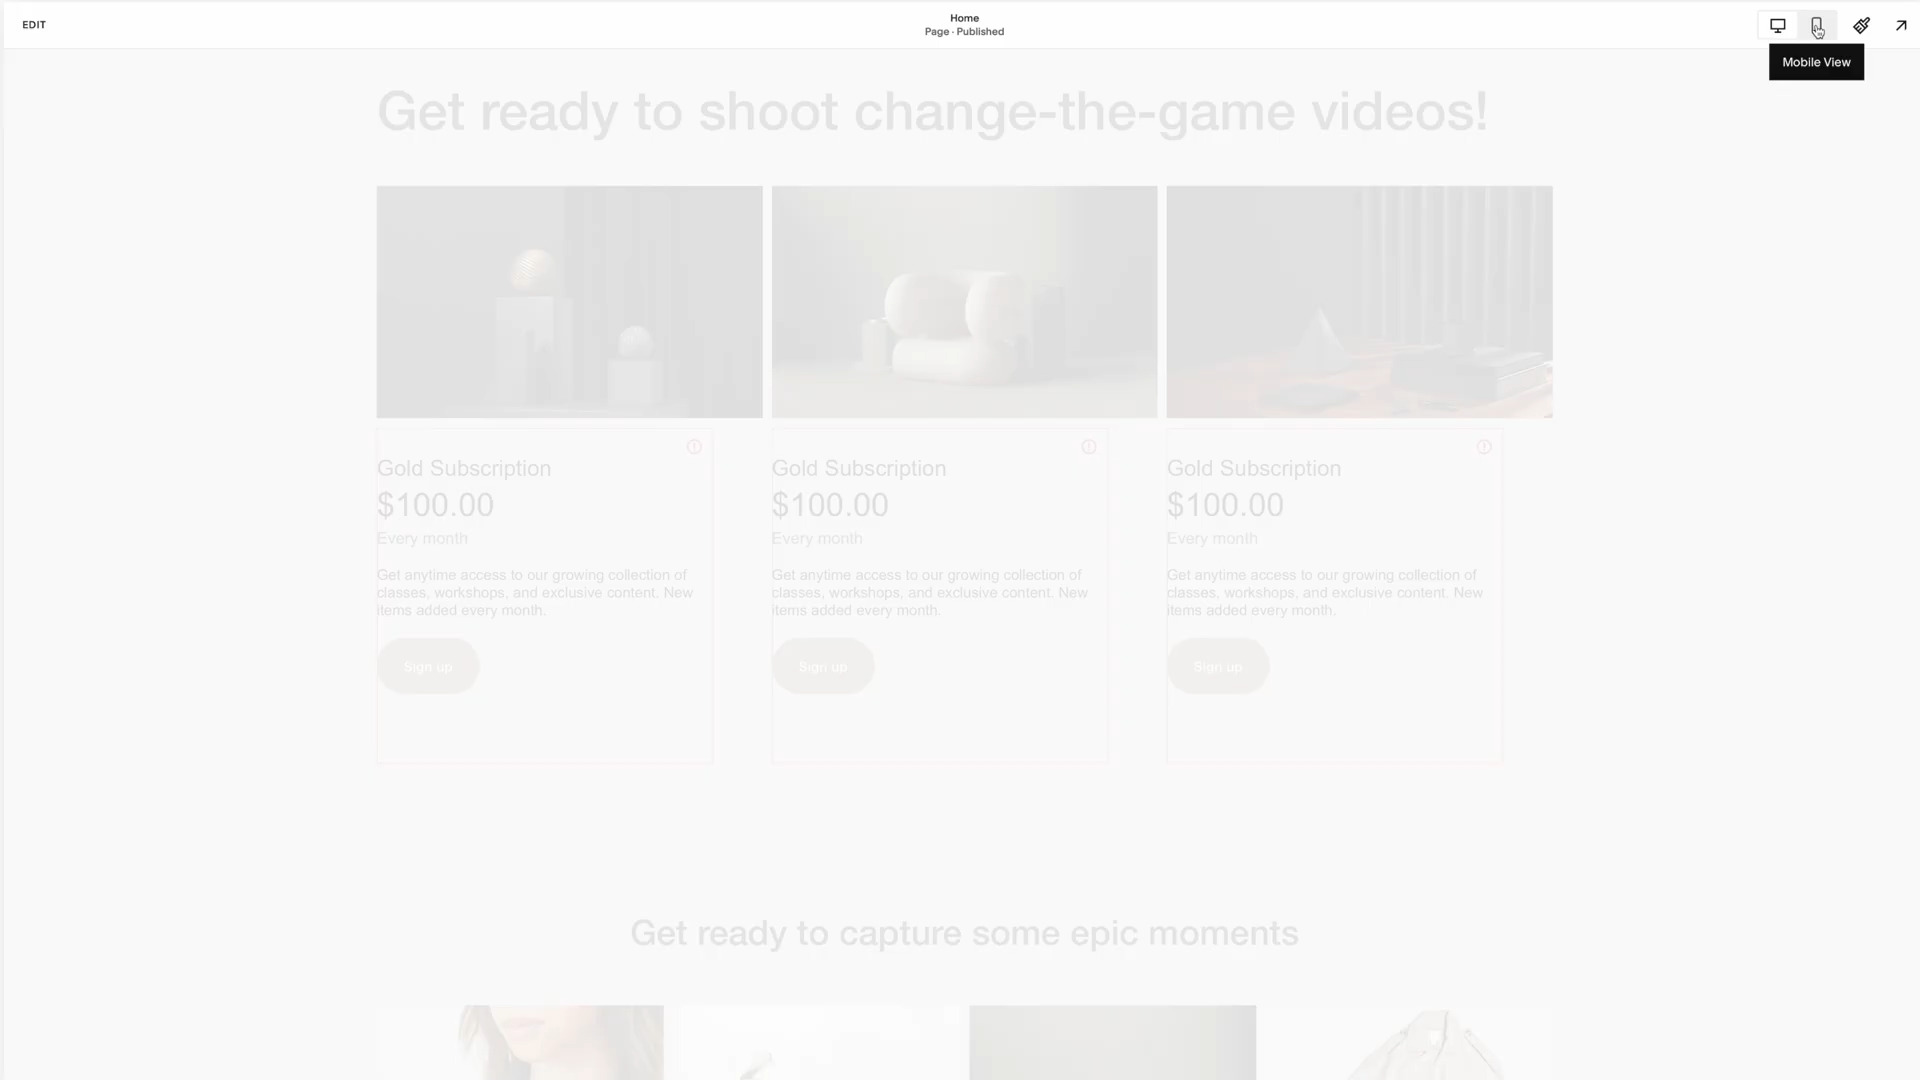 EDIT
Home
Page · Published
Mobile View
Get ready to shoot change-the-game videos!
Gold Subscription
$100.00
Every month
Get anytime access to our growing collection of
classes, workshops, and exclusive content. New
items added every month.
Sign up
Gold Subscription
$100.00
Every month
Get anytime access to our growing collection of
classes, workshops, and exclusive content. New
items added every month.
Sign up
Gold Subscription
$100.00
Every month
Get anytime access to our growing collection of
classes, workshops, and exclusive content. New
items added every month.
Sign up
Get ready to capture some epic moments